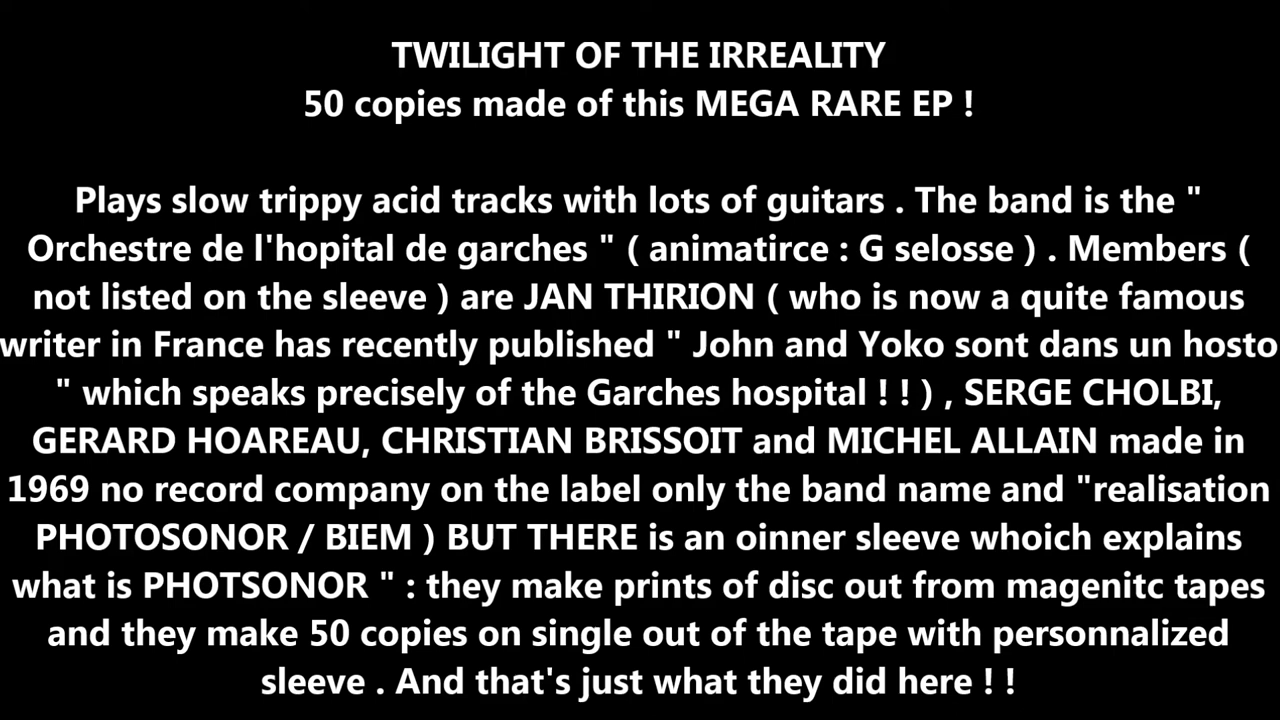 TWILIGHT OF THE IRREALITY
50 copies made of this MEGA RARE EP !
Plays slow trippy acid tracks with lots of guitars . The band is the "
Orchestre de l'hopital de garches " ( animatirce : G selosse ) . Members (
not listed on the sleeve ) are JAN THIRION ( who is now a quite famous
writer in France has recently published " John and Yoko sont dans un hosto
" which speaks precisely of the Garches hospital ! ! ) , SERGE CHOLBI,
GERARD HOAREAU, CHRISTIAN BRISSOIT and MICHEL ALLAIN made in
1969 no record company on the label only the band name and "realisation
PHOTOSONOR / BIEM ) BUT THERE is an oinner sleeve whoich explains
what is PHOTSONOR " : they make prints of disc out from magenitc tapes
and they make 50 copies on single out of the tape with personnalized
sleeve . And that's just what they did here ! !